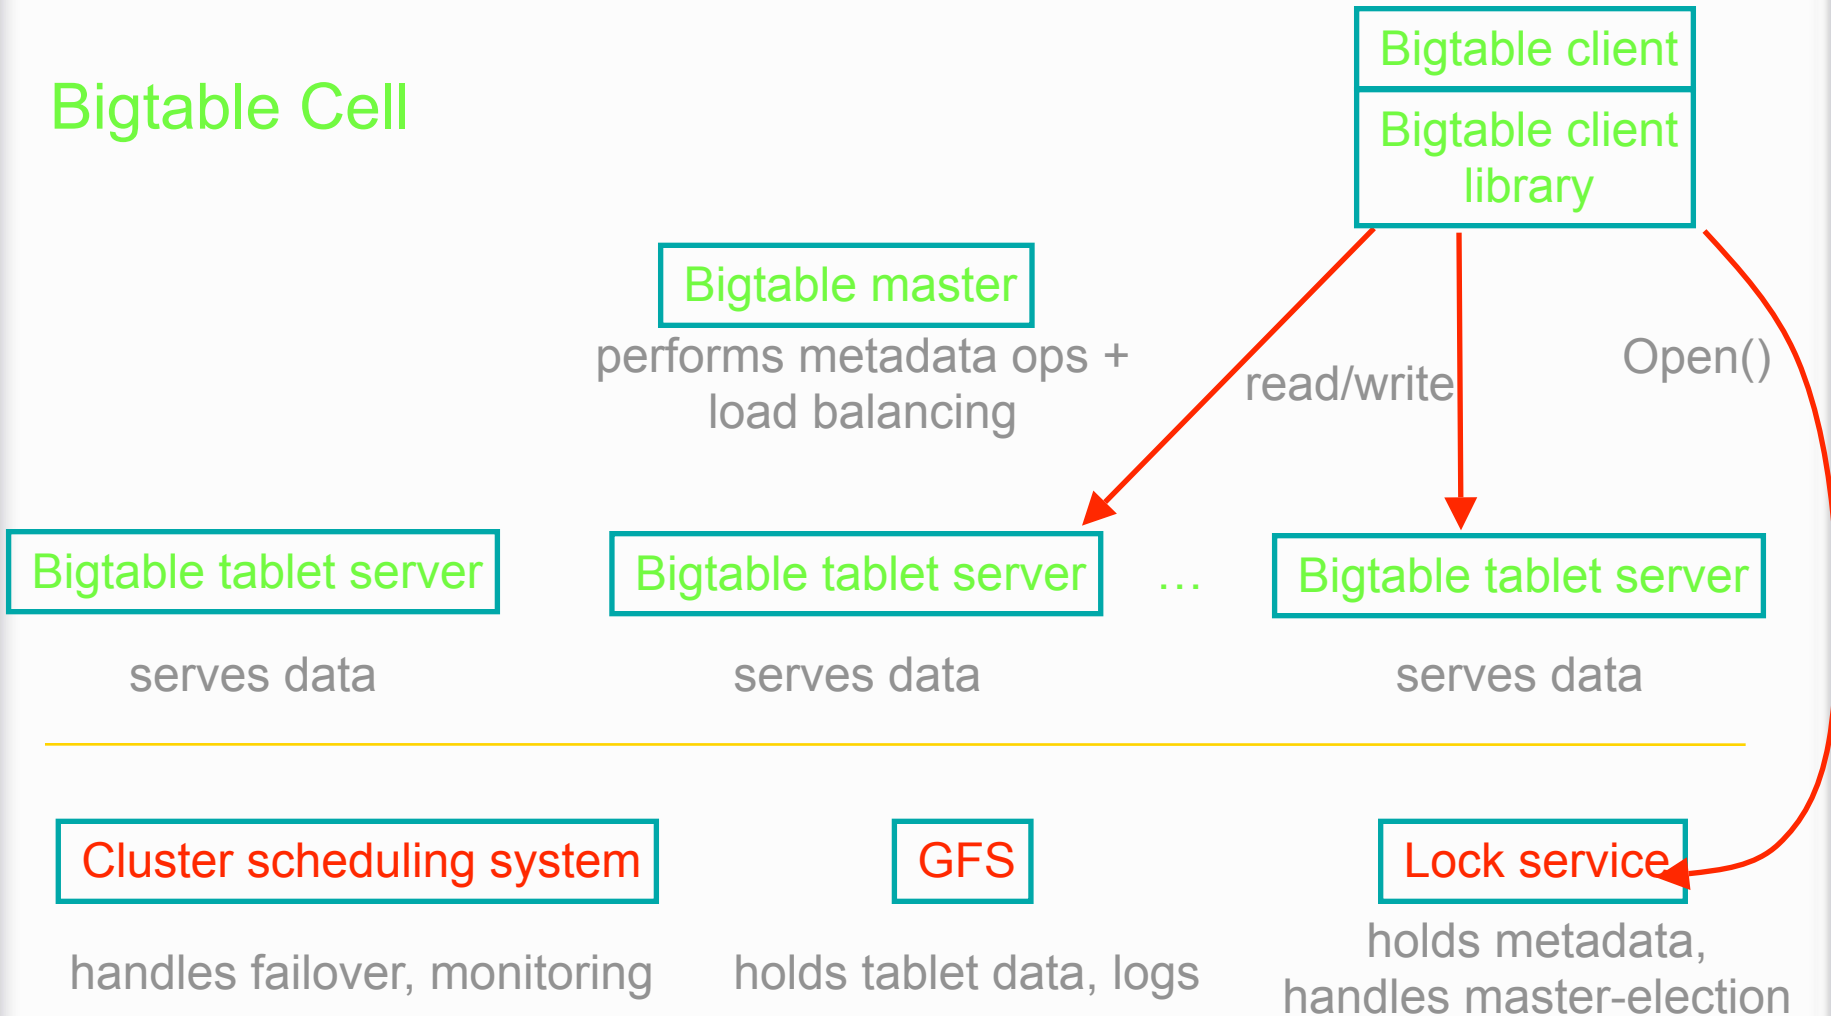 Bigtable Cell
Bigtable client
Bigtable client
library
Bigtable master
performs metadata ops +
load balancing
read/write
Open()
Bigtable tablet server
Bigtable tablet server
...
Bigtable tablet server
serves data
serves data
serves data
Cluster scheduling system
GFS
Lock service
handles failover, monitoring
holds tablet data, logs
holds metadata,
handles master-election